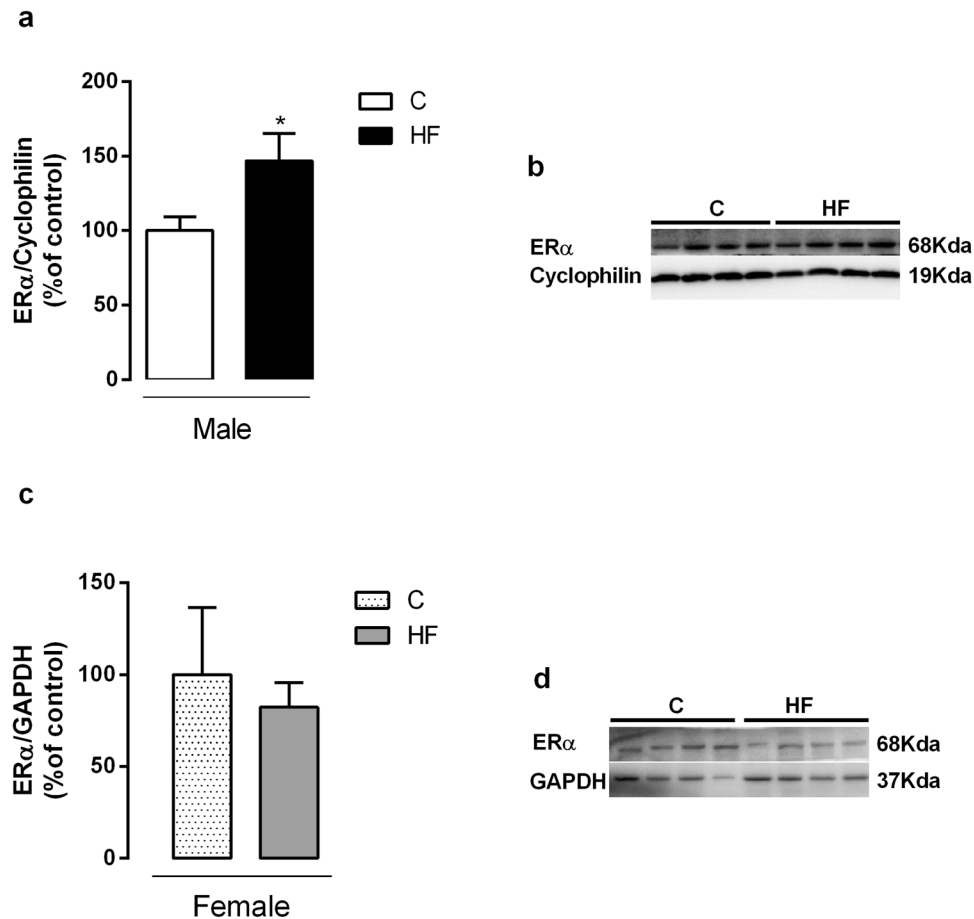 a
200
150
100
50
0
ERα/Cyclophilin
(%of control)
*
C
HF
Male
b
C HF
ERα 68Kda
Cyclophilin 19Kda
c
150
100
50
0
ERα/GAPDH
(%of control)
C
HF
Female
d
C HF
ERα 68Kda
GAPDH 37Kda